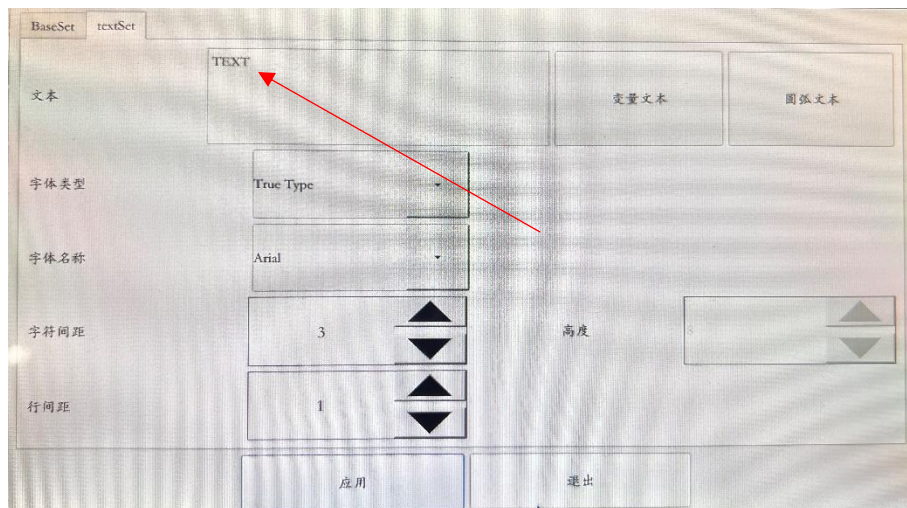 BaseSet textSet
TEXT
文本 变量文本 圆弧文本
字体类型 True Type
字体名称 Arial
字符间距 3 高度 8
行间距 1
应用 退出